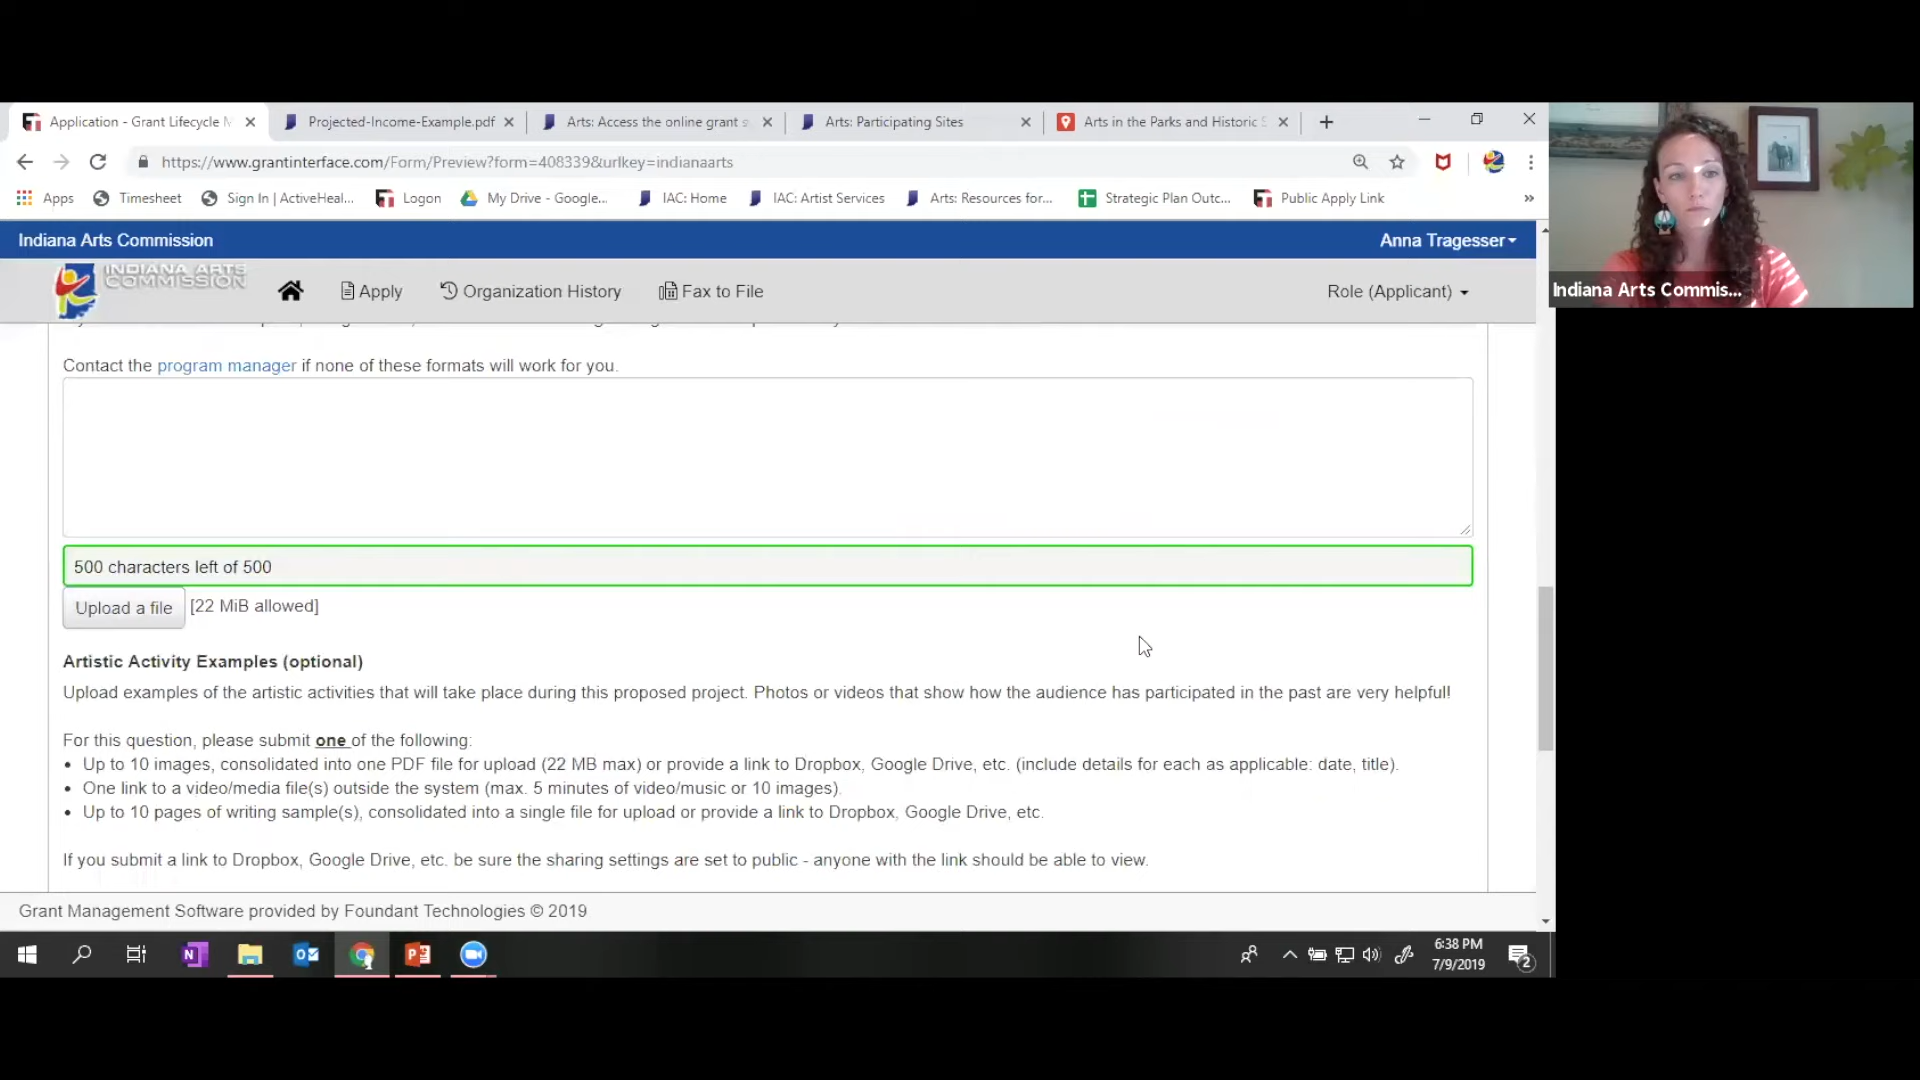 Application - Grant Lifecycle M
Projected-Income-Example.pdf
Arts: Access the online grant s
Arts: Participating Sites
Arts in the Parks and Historic S
https://www.grantinterface.com/Form/Preview?form=408339&urlkey=indianaarts
Apps
Timesheet
Sign In | ActiveHeal...
Logon
My Drive - Google...
IAC: Home
IAC: Artist Services
Arts: Resources for...
Strategic Plan Outc...
Public Apply Link
»
Indiana Arts Commission
Anna Tragesser
INDIANA ARTS
COMMISSION
Apply
Organization History
Fax to File
Role (Applicant)
Indiana Arts Commis...
Contact the program manager if none of these formats will work for you.
500 characters left of 500
Upload a file [22 MiB allowed]
Artistic Activity Examples (optional)
Upload examples of the artistic activities that will take place during this proposed project. Photos or videos that show how the audience has participated in the past are very helpful!
For this question, please submit one of the following:
• Up to 10 images, consolidated into one PDF file for upload (22 MB max) or provide a link to Dropbox, Google Drive, etc. (include details for each as applicable: date, title).
• One link to a video/media file(s) outside the system (max. 5 minutes of video/music or 10 images).
• Up to 10 pages of writing sample(s), consolidated into a single file for upload or provide a link to Dropbox, Google Drive, etc.
If you submit a link to Dropbox, Google Drive, etc. be sure the sharing settings are set to public - anyone with the link should be able to view.
Grant Management Software provided by Foundant Technologies © 2019
6:38 PM
7/9/2019
2